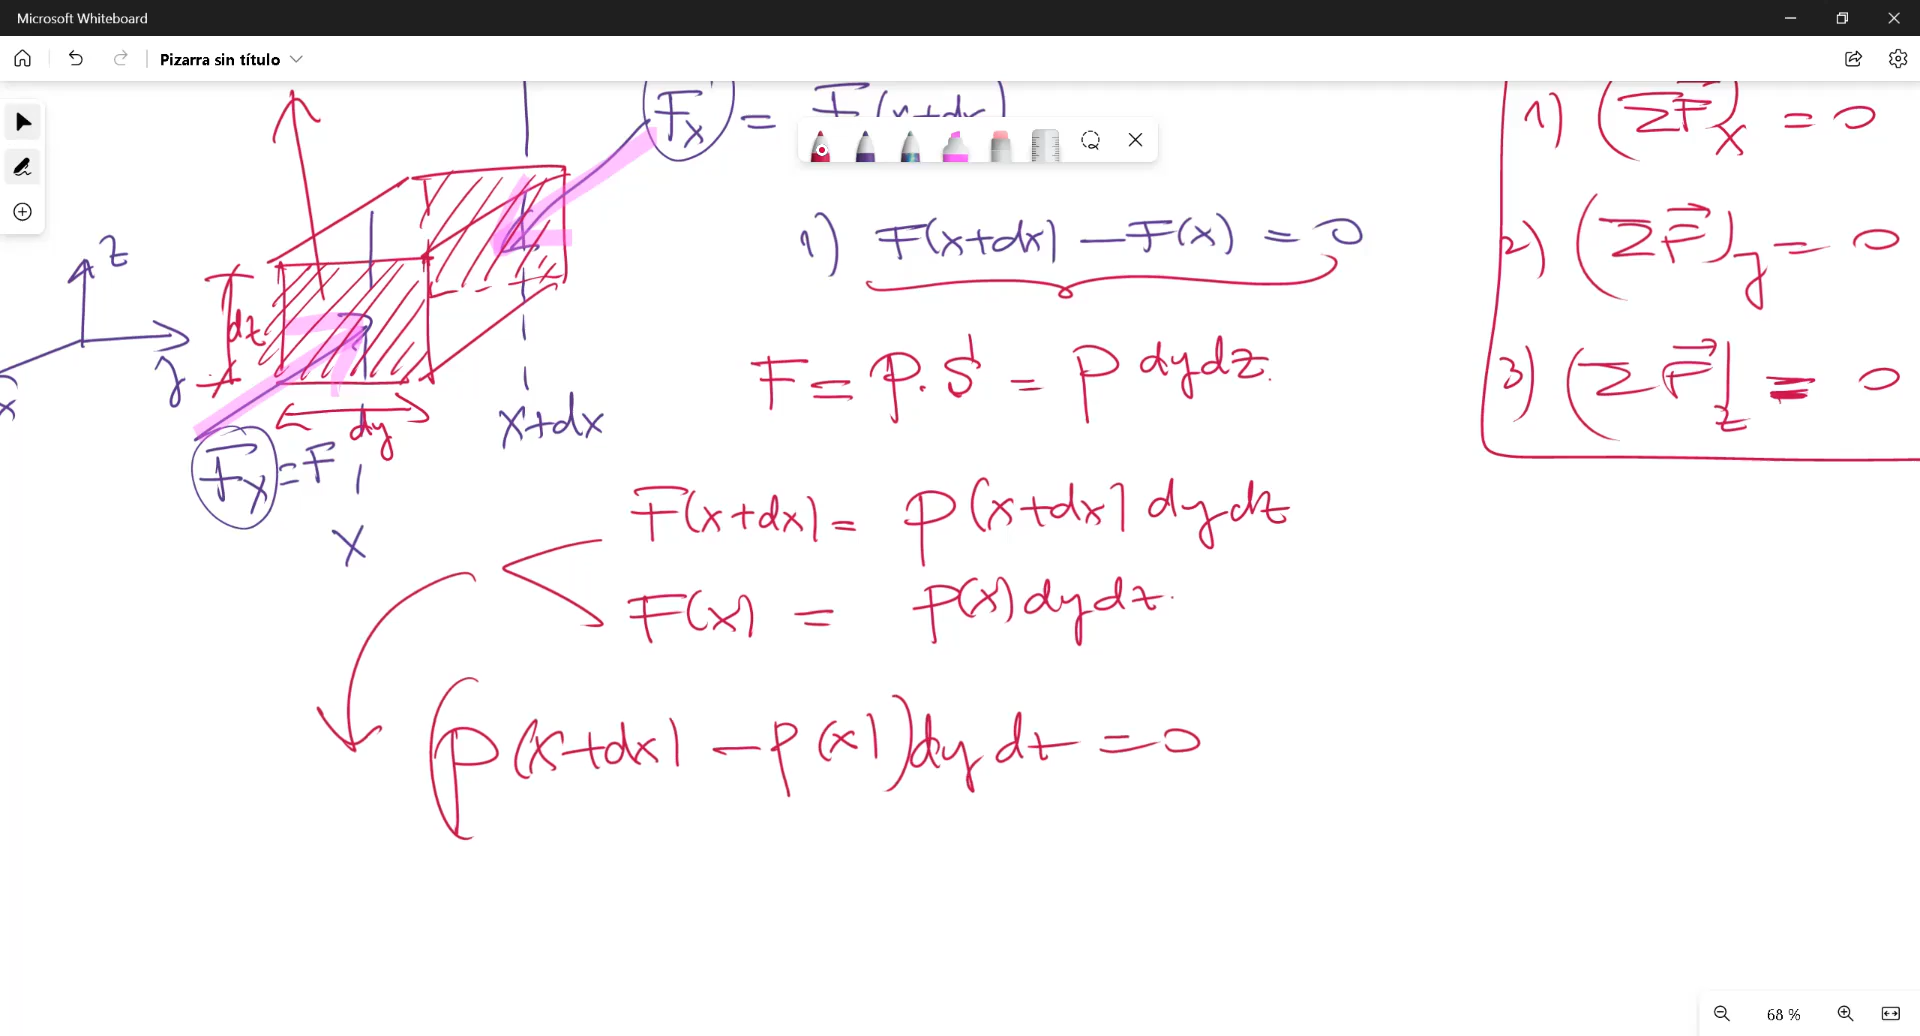 Microsoft Whiteboard
Pizarra sin título
Fx = F(x+dx)
1) (ΣF⃗)x = 0
1) F(x+dx) - F(x) = 0
2) (ΣF⃗)y = 0
z
y
x
dz
dy
x+dx
F = P.S = P dydz.
3) (ΣF⃗)z = 0
Fx = F
x
F(x+dx) = P(x+dx) dydz
F(x) = P(x) dydz.
(P(x+dx) - P(x)) dy dz = 0
68 %